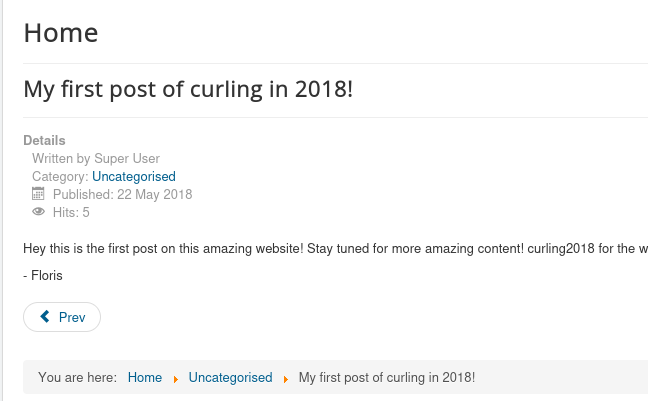 Home
My first post of curling in 2018!
Details
Written by Super User
Category: Uncategorised
Published: 22 May 2018
Hits: 5
Hey this is the first post on this amazing website! Stay tuned for more amazing content! curling2018 for the
- Floris
Prev
You are here: Home Uncategorised My first post of curling in 2018!